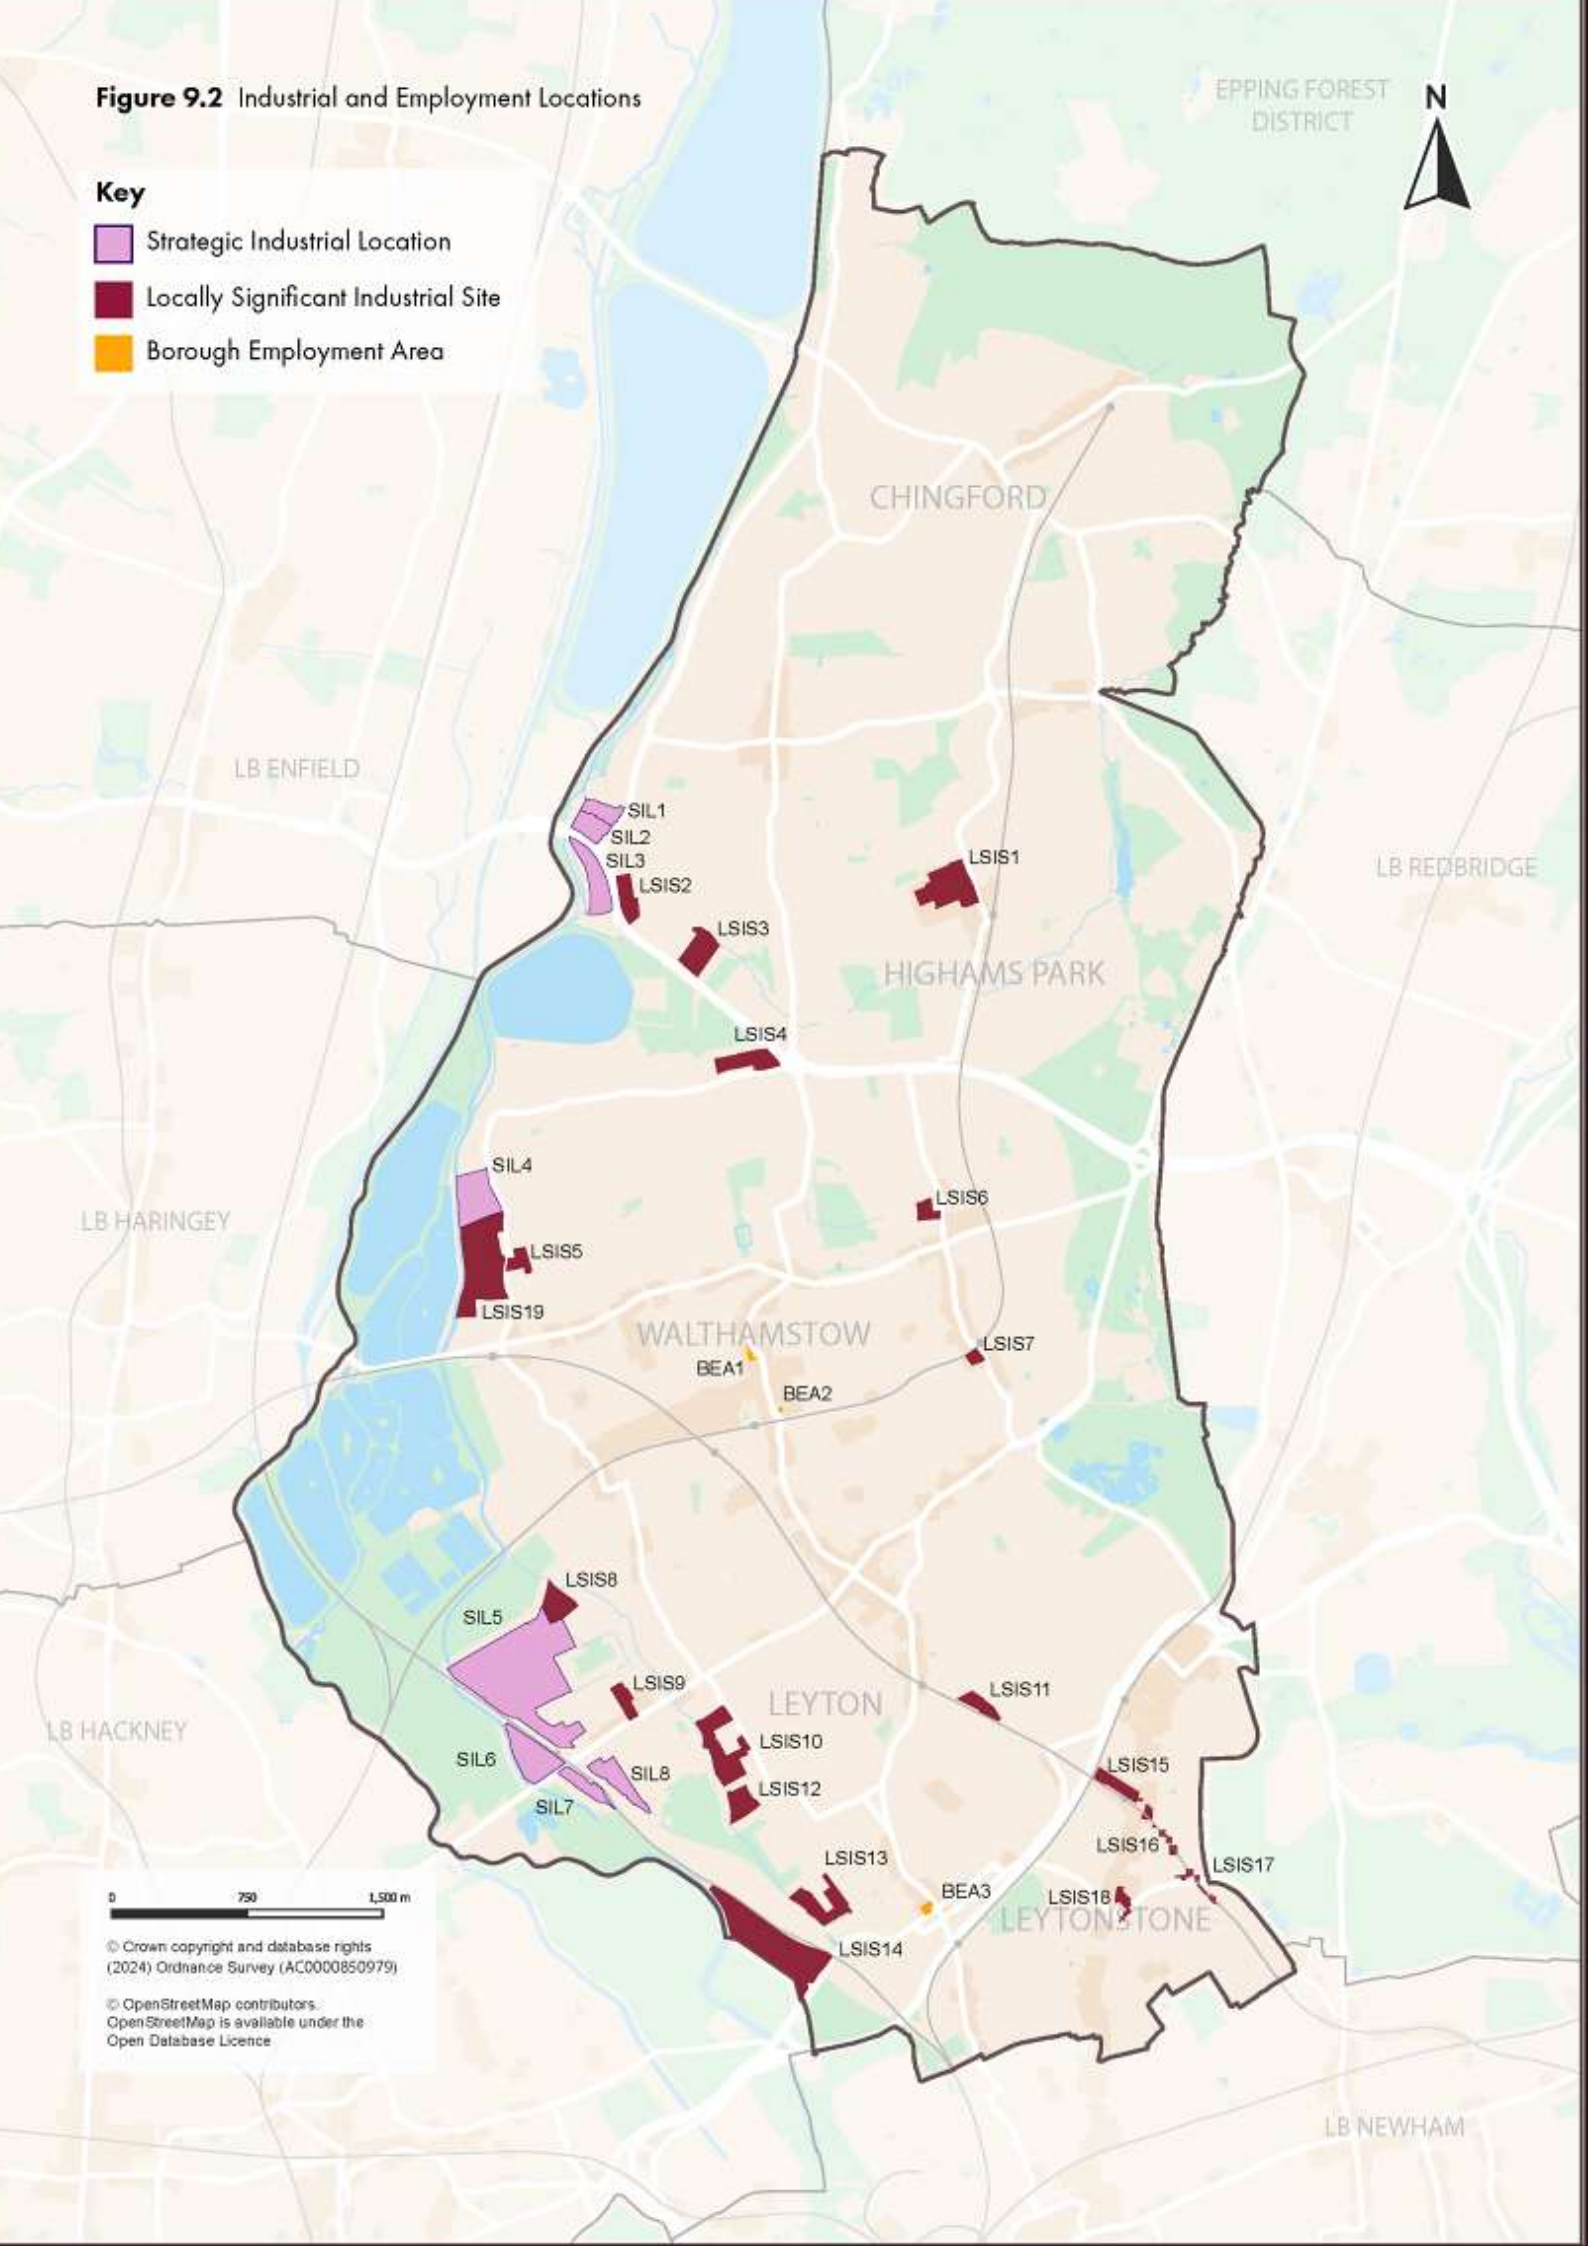 Figure 9.2 Industrial and Employment Locations
EPPING FOREST
DISTRICT
N
Key
Strategic Industrial Location
Locally Significant Industrial Site
Borough Employment Area
CHINGFORD
LB ENFIELD
SIL1
SIL2
SIL3
LSIS2
LSIS1
LB REDBRIDGE
LSIS3
HIGHAMS PARK
LSIS4
SIL4
LSIS6
LB HARINGEY
LSIS5
LSIS19
WALTHAMSTOW
LSIS7
BEA1
BEA2
LSIS8
SIL5
LSIS9
LSIS11
LEYTON
LB HACKNEY
LSIS10
SIL6
SIL8
LSIS15
LSIS12
SIL7
LSIS16
LSIS13
LSIS17
BEA3
LSIS18
LEYTONSTONE
LSIS14
0 750 1,500 m
© Crown copyright and database rights
(2024) Ordnance Survey (AC0000850979)
© OpenStreetMap contributors.
OpenStreetMap is available under the
Open Database Licence
LB NEWHAM